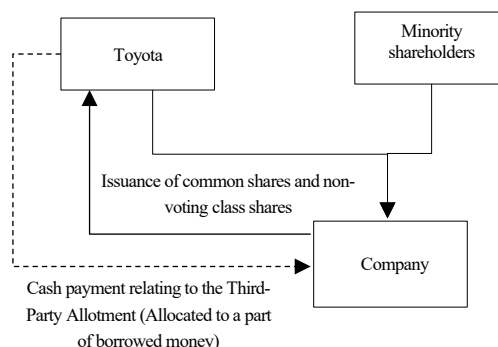 Toyota
Minority
shareholders
Issuance of common shares and non-
voting class shares
Company
Cash payment relating to the Third-
Party Allotment (Allocated to a part
of borrowed money)